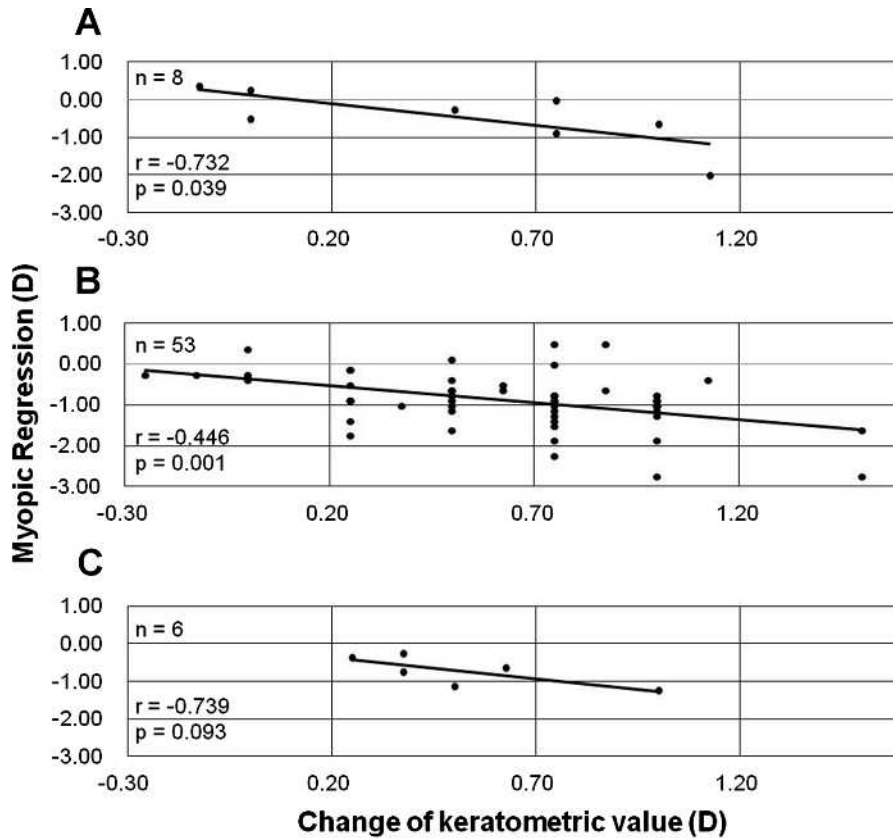 A
1.00
n = 8
0.00
-1.00
r = -0.732
-2.00
p = 0.039
-3.00
-0.30 0.20 0.70 1.20
Myopic Regression (D)
B
1.00
n = 53
0.00
-1.00
r = -0.446
-2.00
p = 0.001
-3.00
-0.30 0.20 0.70 1.20
C
1.00
n = 6
0.00
-1.00
r = -0.739
-2.00
p = 0.093
-3.00
-0.30 0.20 0.70 1.20
Change of keratometric value (D)